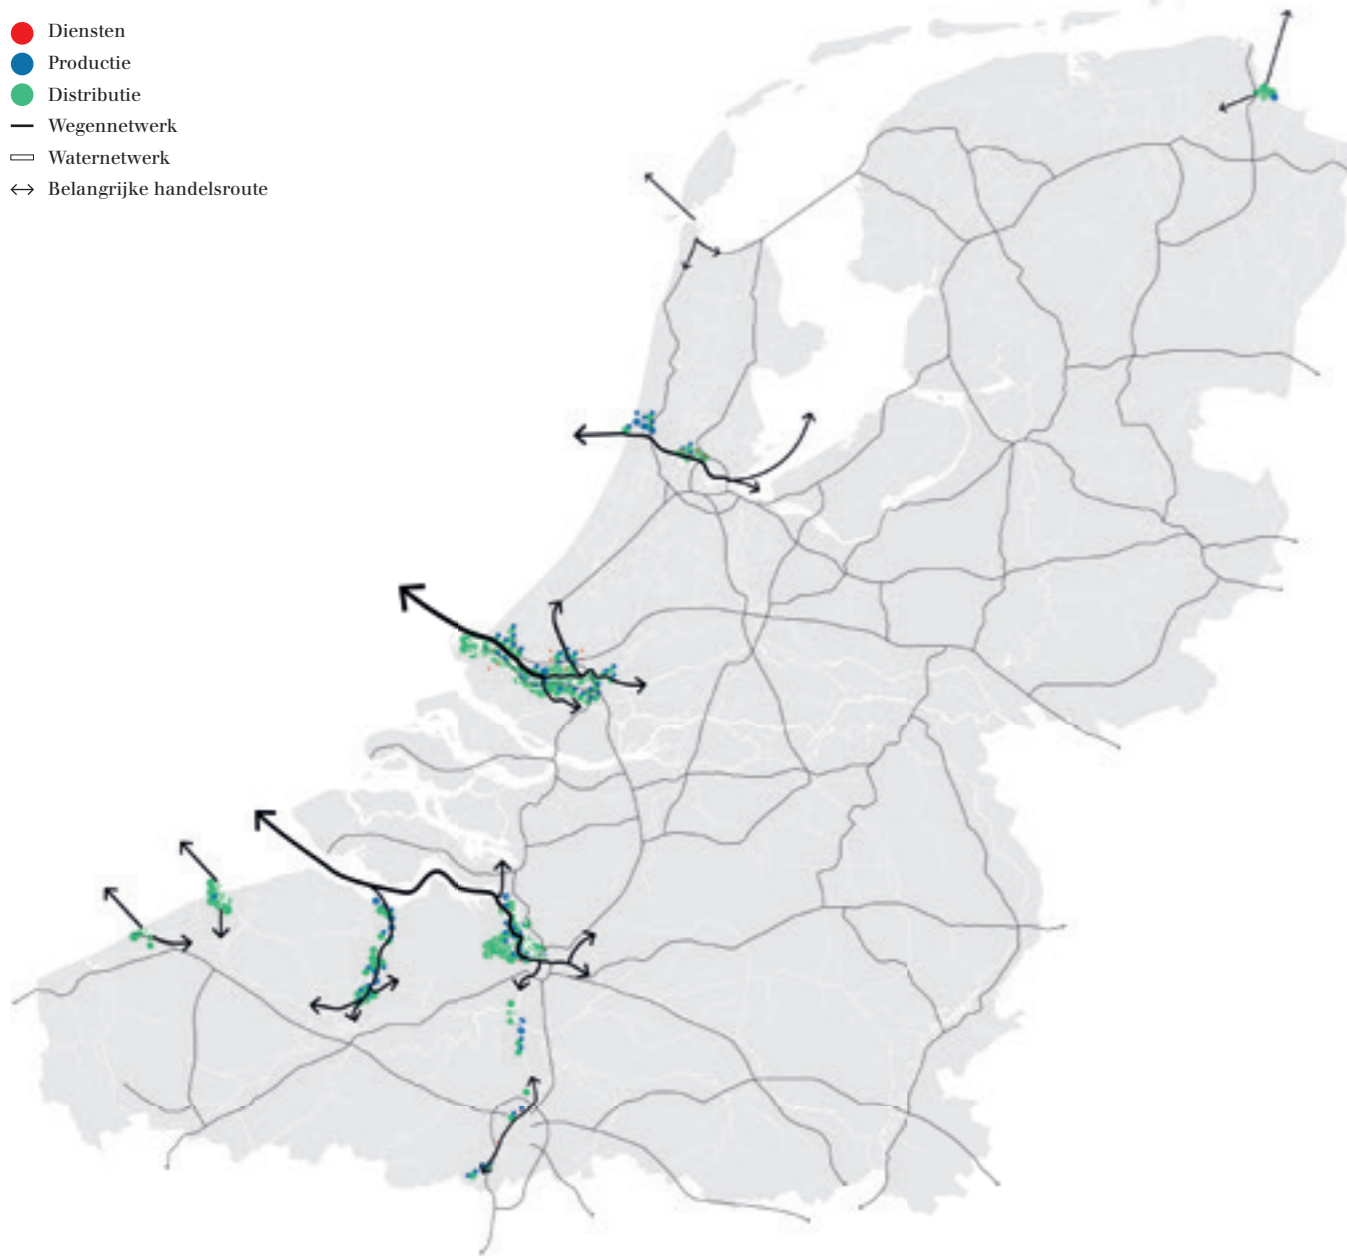 Diensten
Productie
Distributie
Wegennetwerk
Waternetwerk
Belangrijke handelsroute